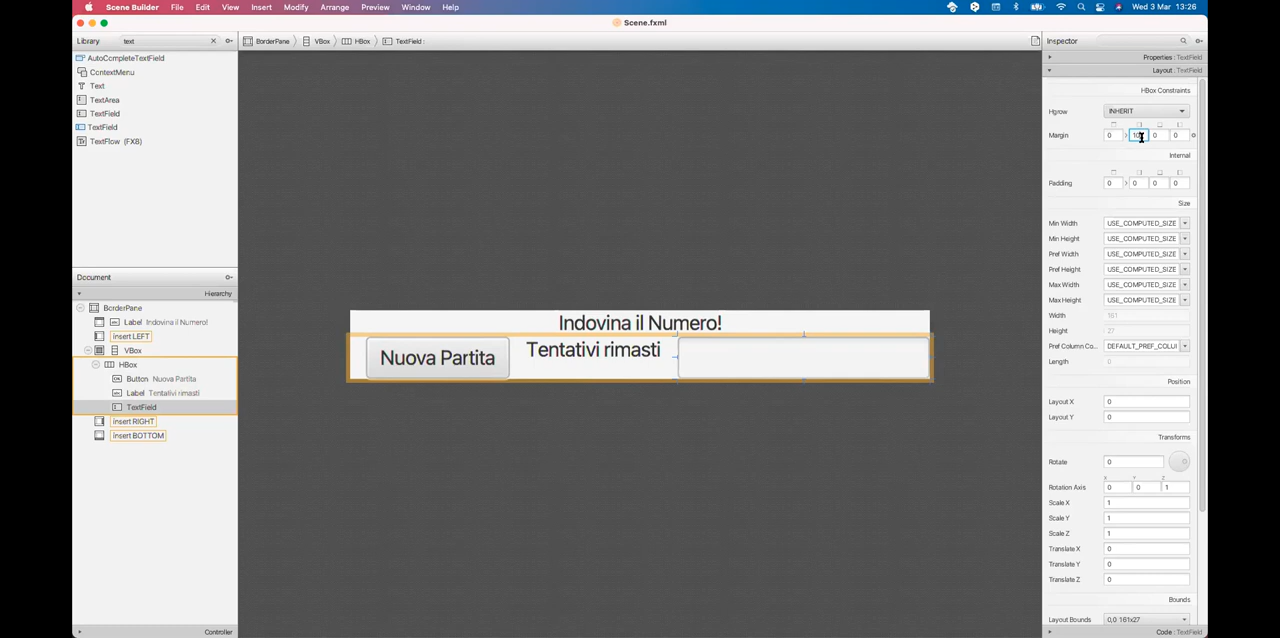 Scene Builder File Edit View Insert Modify Arrange Preview Window Help Wed 3 Mar 13:26
Scene.fxml
Library text
BorderPane VBox HBox TextField
Inspector
Properties : TextField
Layout : TextField
AutoCompleteTextField
ContextMenu
Text
TextArea
TextField
TextField
TextFlow (FX8)
HBox Constraints
Hgrow INHERIT
Margin 0 10 0 0
Internal
Padding 0 0 0 0
Size
Min Width USE_COMPUTED_SIZE
Min Height USE_COMPUTED_SIZE
Pref Width USE_COMPUTED_SIZE
Pref Height USE_COMPUTED_SIZE
Max Width USE_COMPUTED_SIZE
Max Height USE_COMPUTED_SIZE
Width 161
Height 27
Pref Column Co... DEFAULT_PREF_COLU
Length 0
Position
Layout X 0
Layout Y 0
Transforms
Rotate 0
X Y Z
Rotation Axis 0 0 1
Scale X 1
Scale Y 1
Scale Z 1
Translate X 0
Translate Y 0
Translate Z 0
Bounds
Layout Bounds 0,0 161x27
Code : TextField
Document
Hierarchy
BorderPane
Label Indovina il Numero!
insert LEFT
VBox
HBox
Button Nuova Partita
Label Tentativi rimasti
TextField
insert RIGHT
insert BOTTOM
Controller
Indovina il Numero!
Nuova Partita Tentativi rimasti